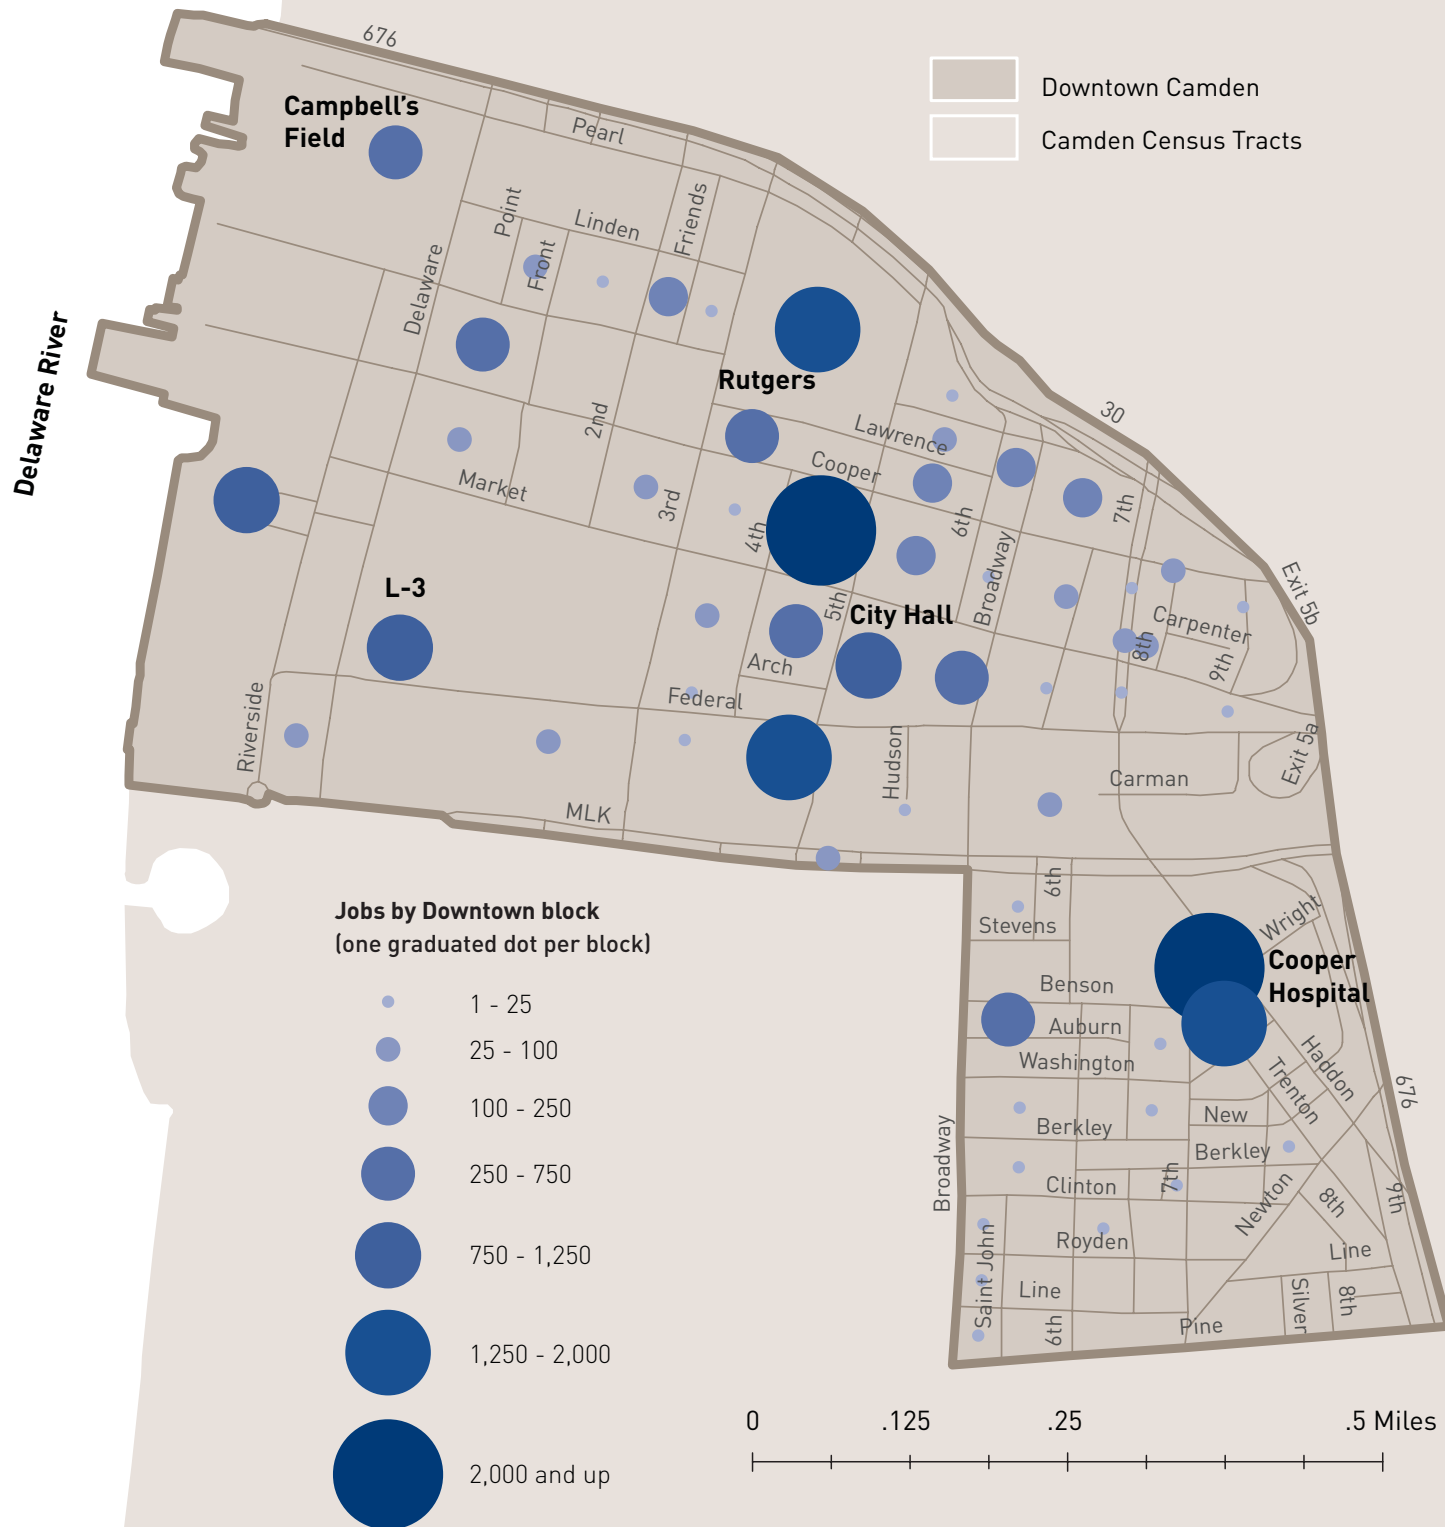 676
Campbell's
Field
Pearl
Downtown Camden
Camden Census Tracts
Point
Linden
Friends
Front
Delaware
Delaware River
Rutgers
30
2nd
Lawrence
Cooper
Market
3rd
4th
6th
7th
Broadway
L-3
5th
City Hall
Exit 5b
Carpenter
8th
9th
Arch
Federal
Riverside
Hudson
Exit 5a
Carman
MLK
6th
Stevens
Wright
Jobs by Downtown block
(one graduated dot per block)
1 - 25
25 - 100
100 - 250
250 - 750
750 - 1,250
1,250 - 2,000
2,000 and up
Cooper
Hospital
Benson
Auburn
Washington
Haddon
Trenton
676
Berkley
New
Broadway
Berkley
Clinton
7th
Newton
8th
9th
Royden
Line
Saint John
Line
Silver
8th
6th
Pine
0 .125 .25 .5 Miles